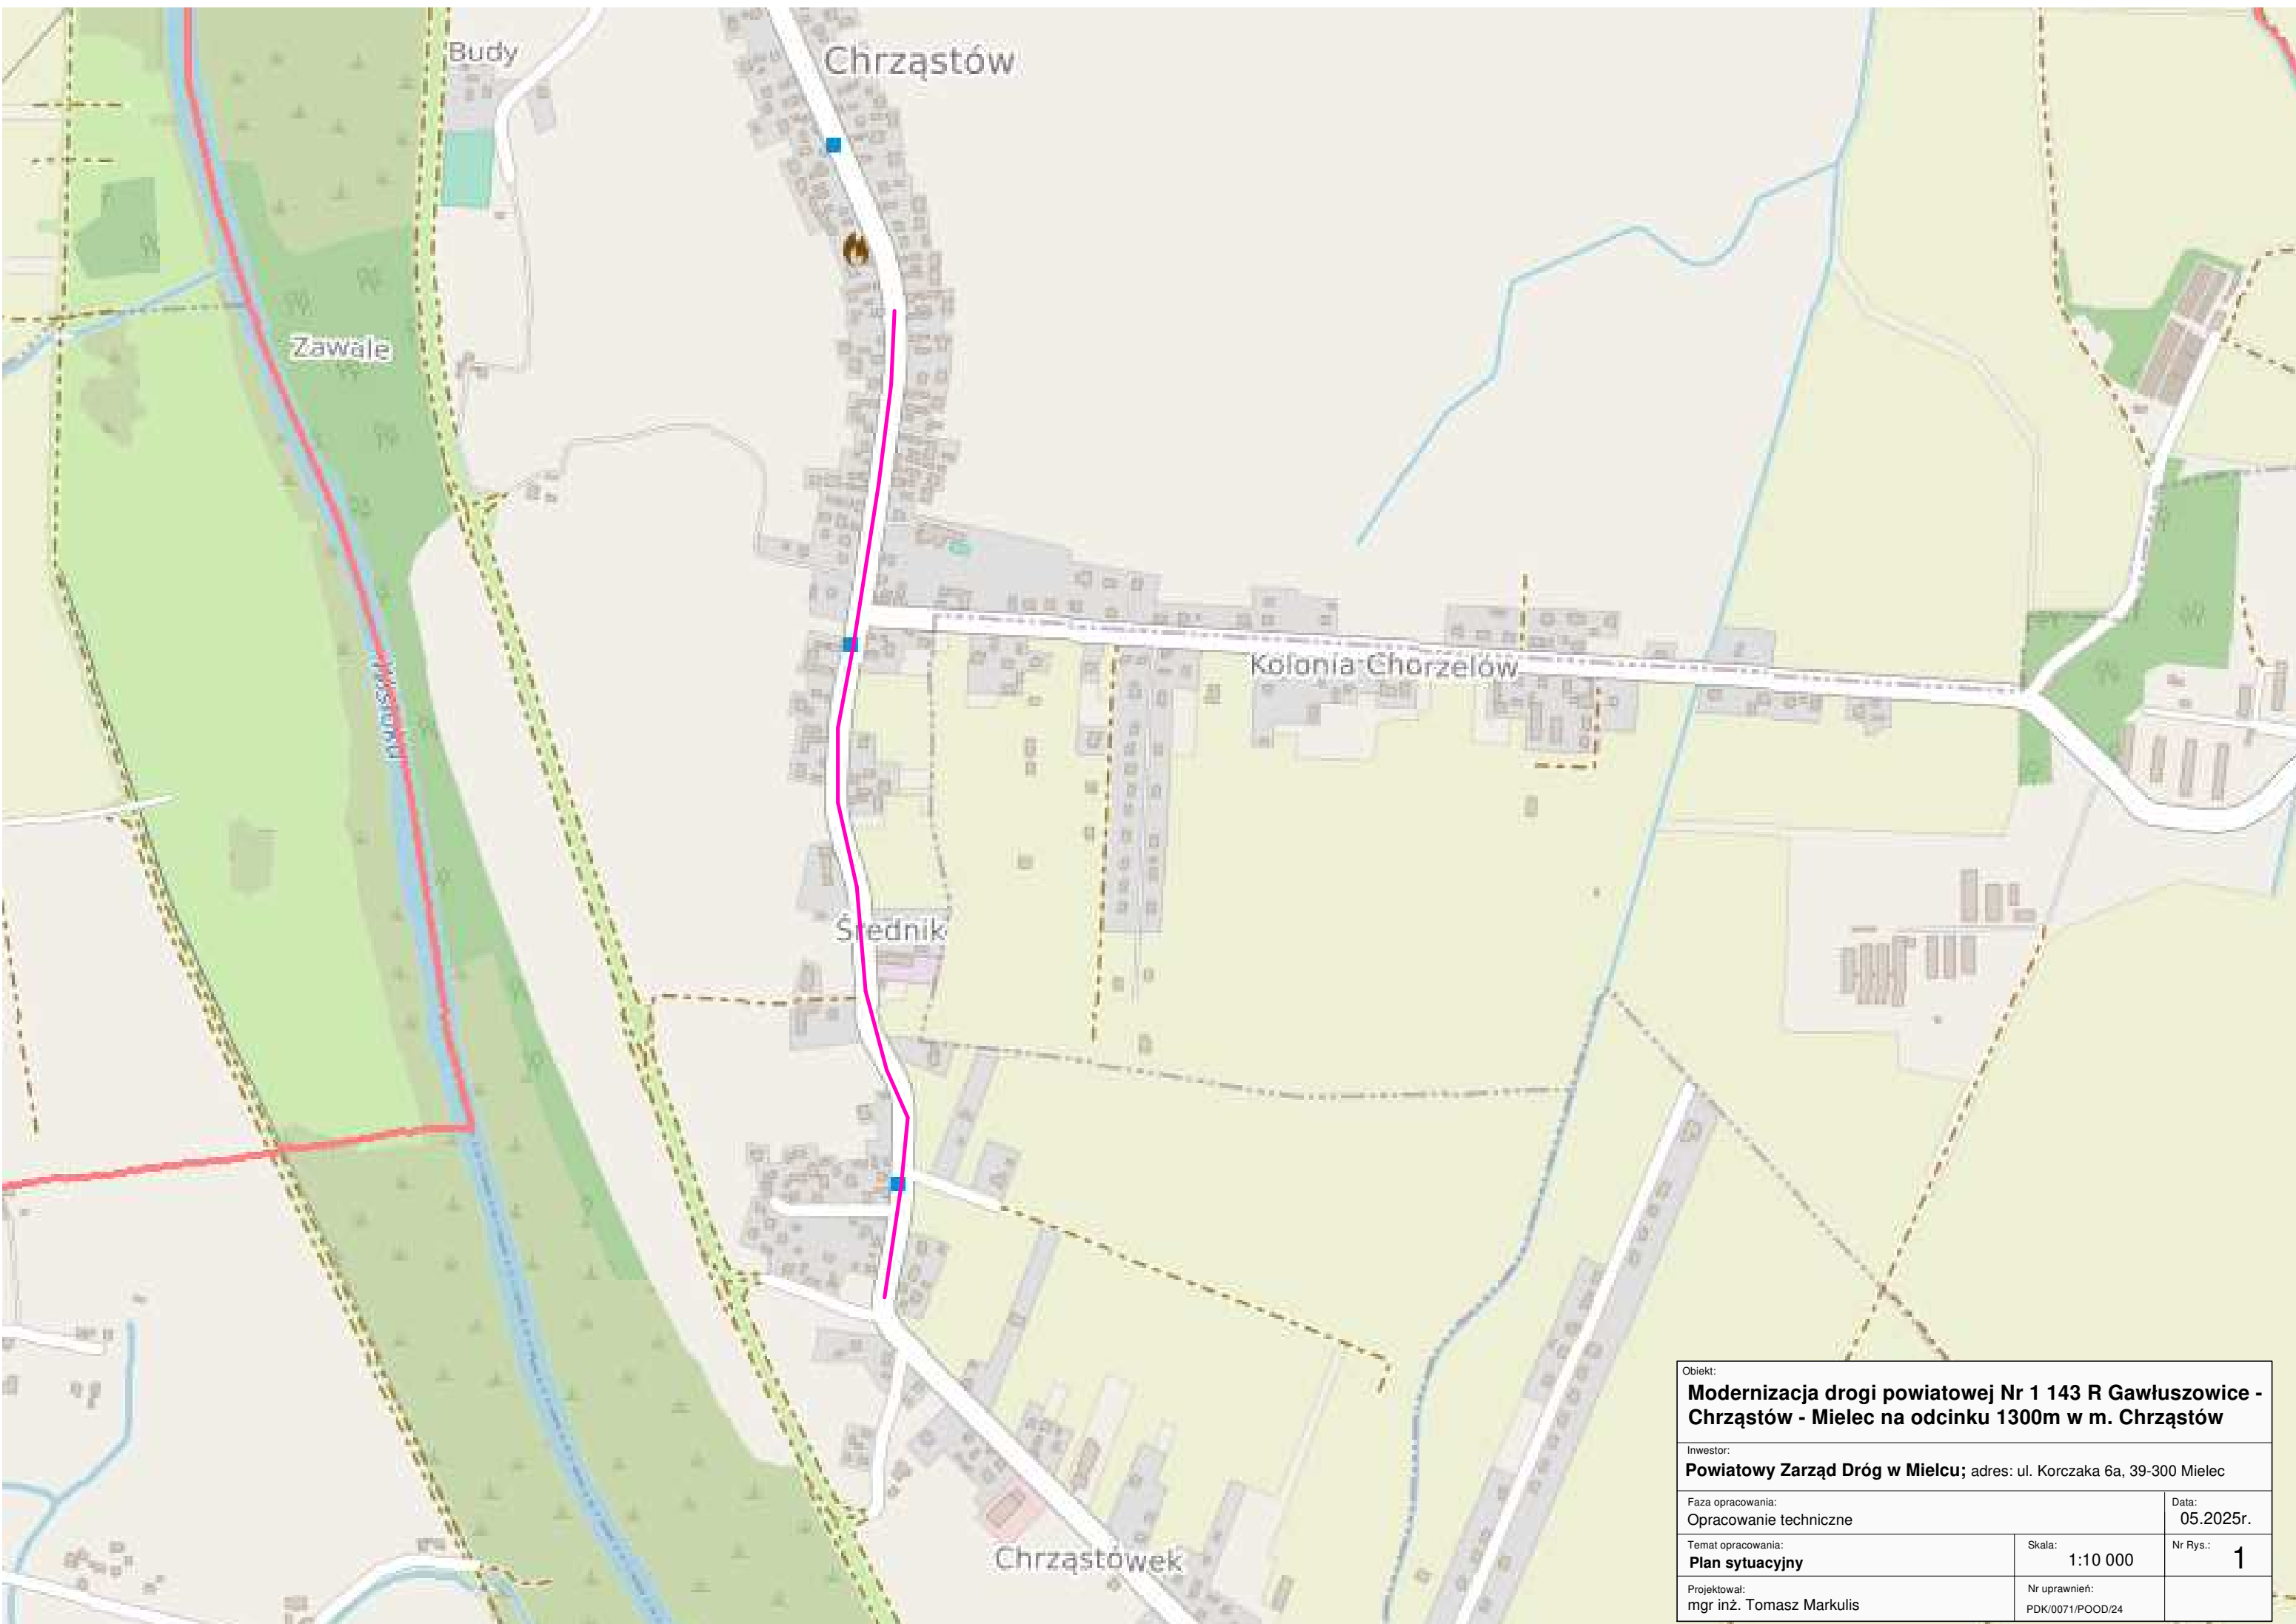 Budy
Chrząstów
Zawale
Kolonia Chorzelów
Wisłoka
Średnik
Chrząstówek
Obiekt:
Modernizacja drogi powiatowej Nr 1 143 R Gawłuszowice -
Chrząstów - Mielec na odcinku 1300m w m. Chrząstów
Inwestor:
Powiatowy Zarząd Dróg w Mielcu; adres: ul. Korczaka 6a, 39-300 Mielec
Faza opracowania:
Opracowanie techniczne
Data:
05.2025r.
Temat opracowania:
Plan sytuacyjny
Skala:
1:10 000
Nr Rys.:
1
Projektował:
mgr inż. Tomasz Markulis
Nr uprawnień:
PDK/0071/POOD/24